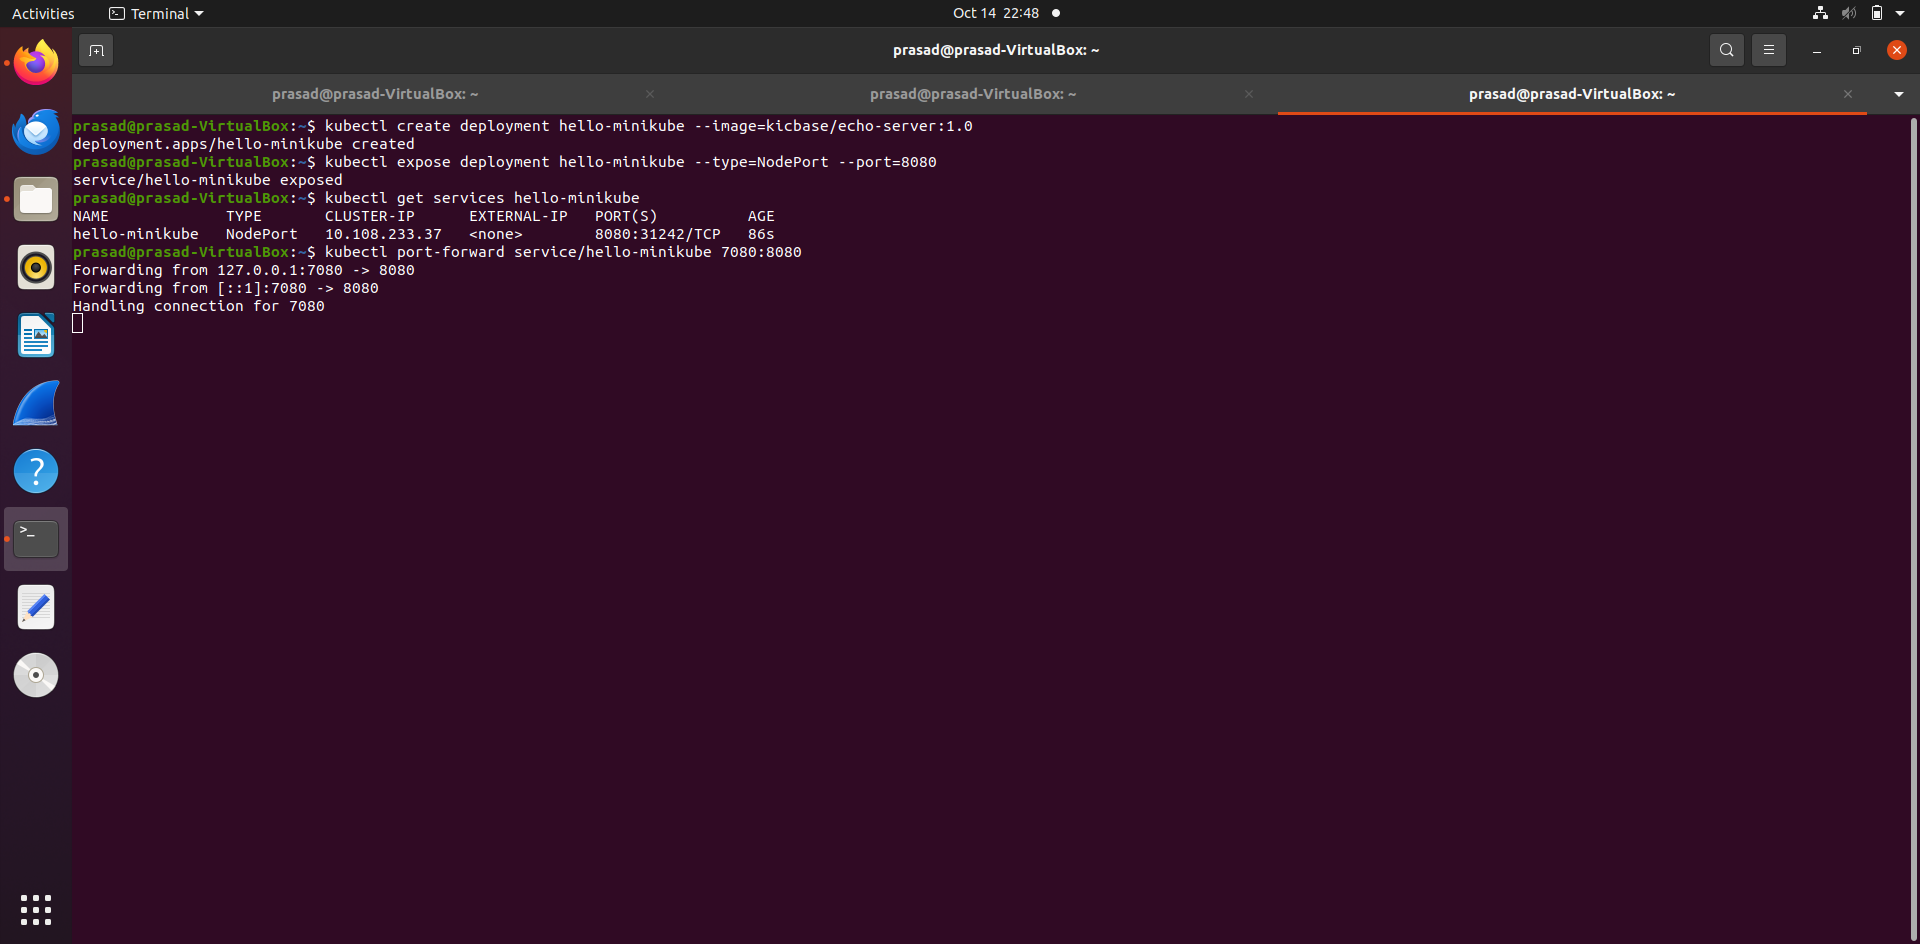 Activities
Terminal
Oct 14 22:48
prasad@prasad-VirtualBox: ~
prasad@prasad-VirtualBox: ~
prasad@prasad-VirtualBox: ~
prasad@prasad-VirtualBox: ~
prasad@prasad-VirtualBox:~$ kubectl create deployment hello-minikube --image=kicbase/echo-server:1.0
deployment.apps/hello-minikube created
prasad@prasad-VirtualBox:~$ kubectl expose deployment hello-minikube --type=NodePort --port=8080
service/hello-minikube exposed
prasad@prasad-VirtualBox:~$ kubectl get services hello-minikube
NAME             TYPE       CLUSTER-IP      EXTERNAL-IP   PORT(S)          AGE
hello-minikube   NodePort   10.108.233.37   <none>        8080:31242/TCP   86s
prasad@prasad-VirtualBox:~$ kubectl port-forward service/hello-minikube 7080:8080
Forwarding from 127.0.0.1:7080 -> 8080
Forwarding from [::1]:7080 -> 8080
Handling connection for 7080